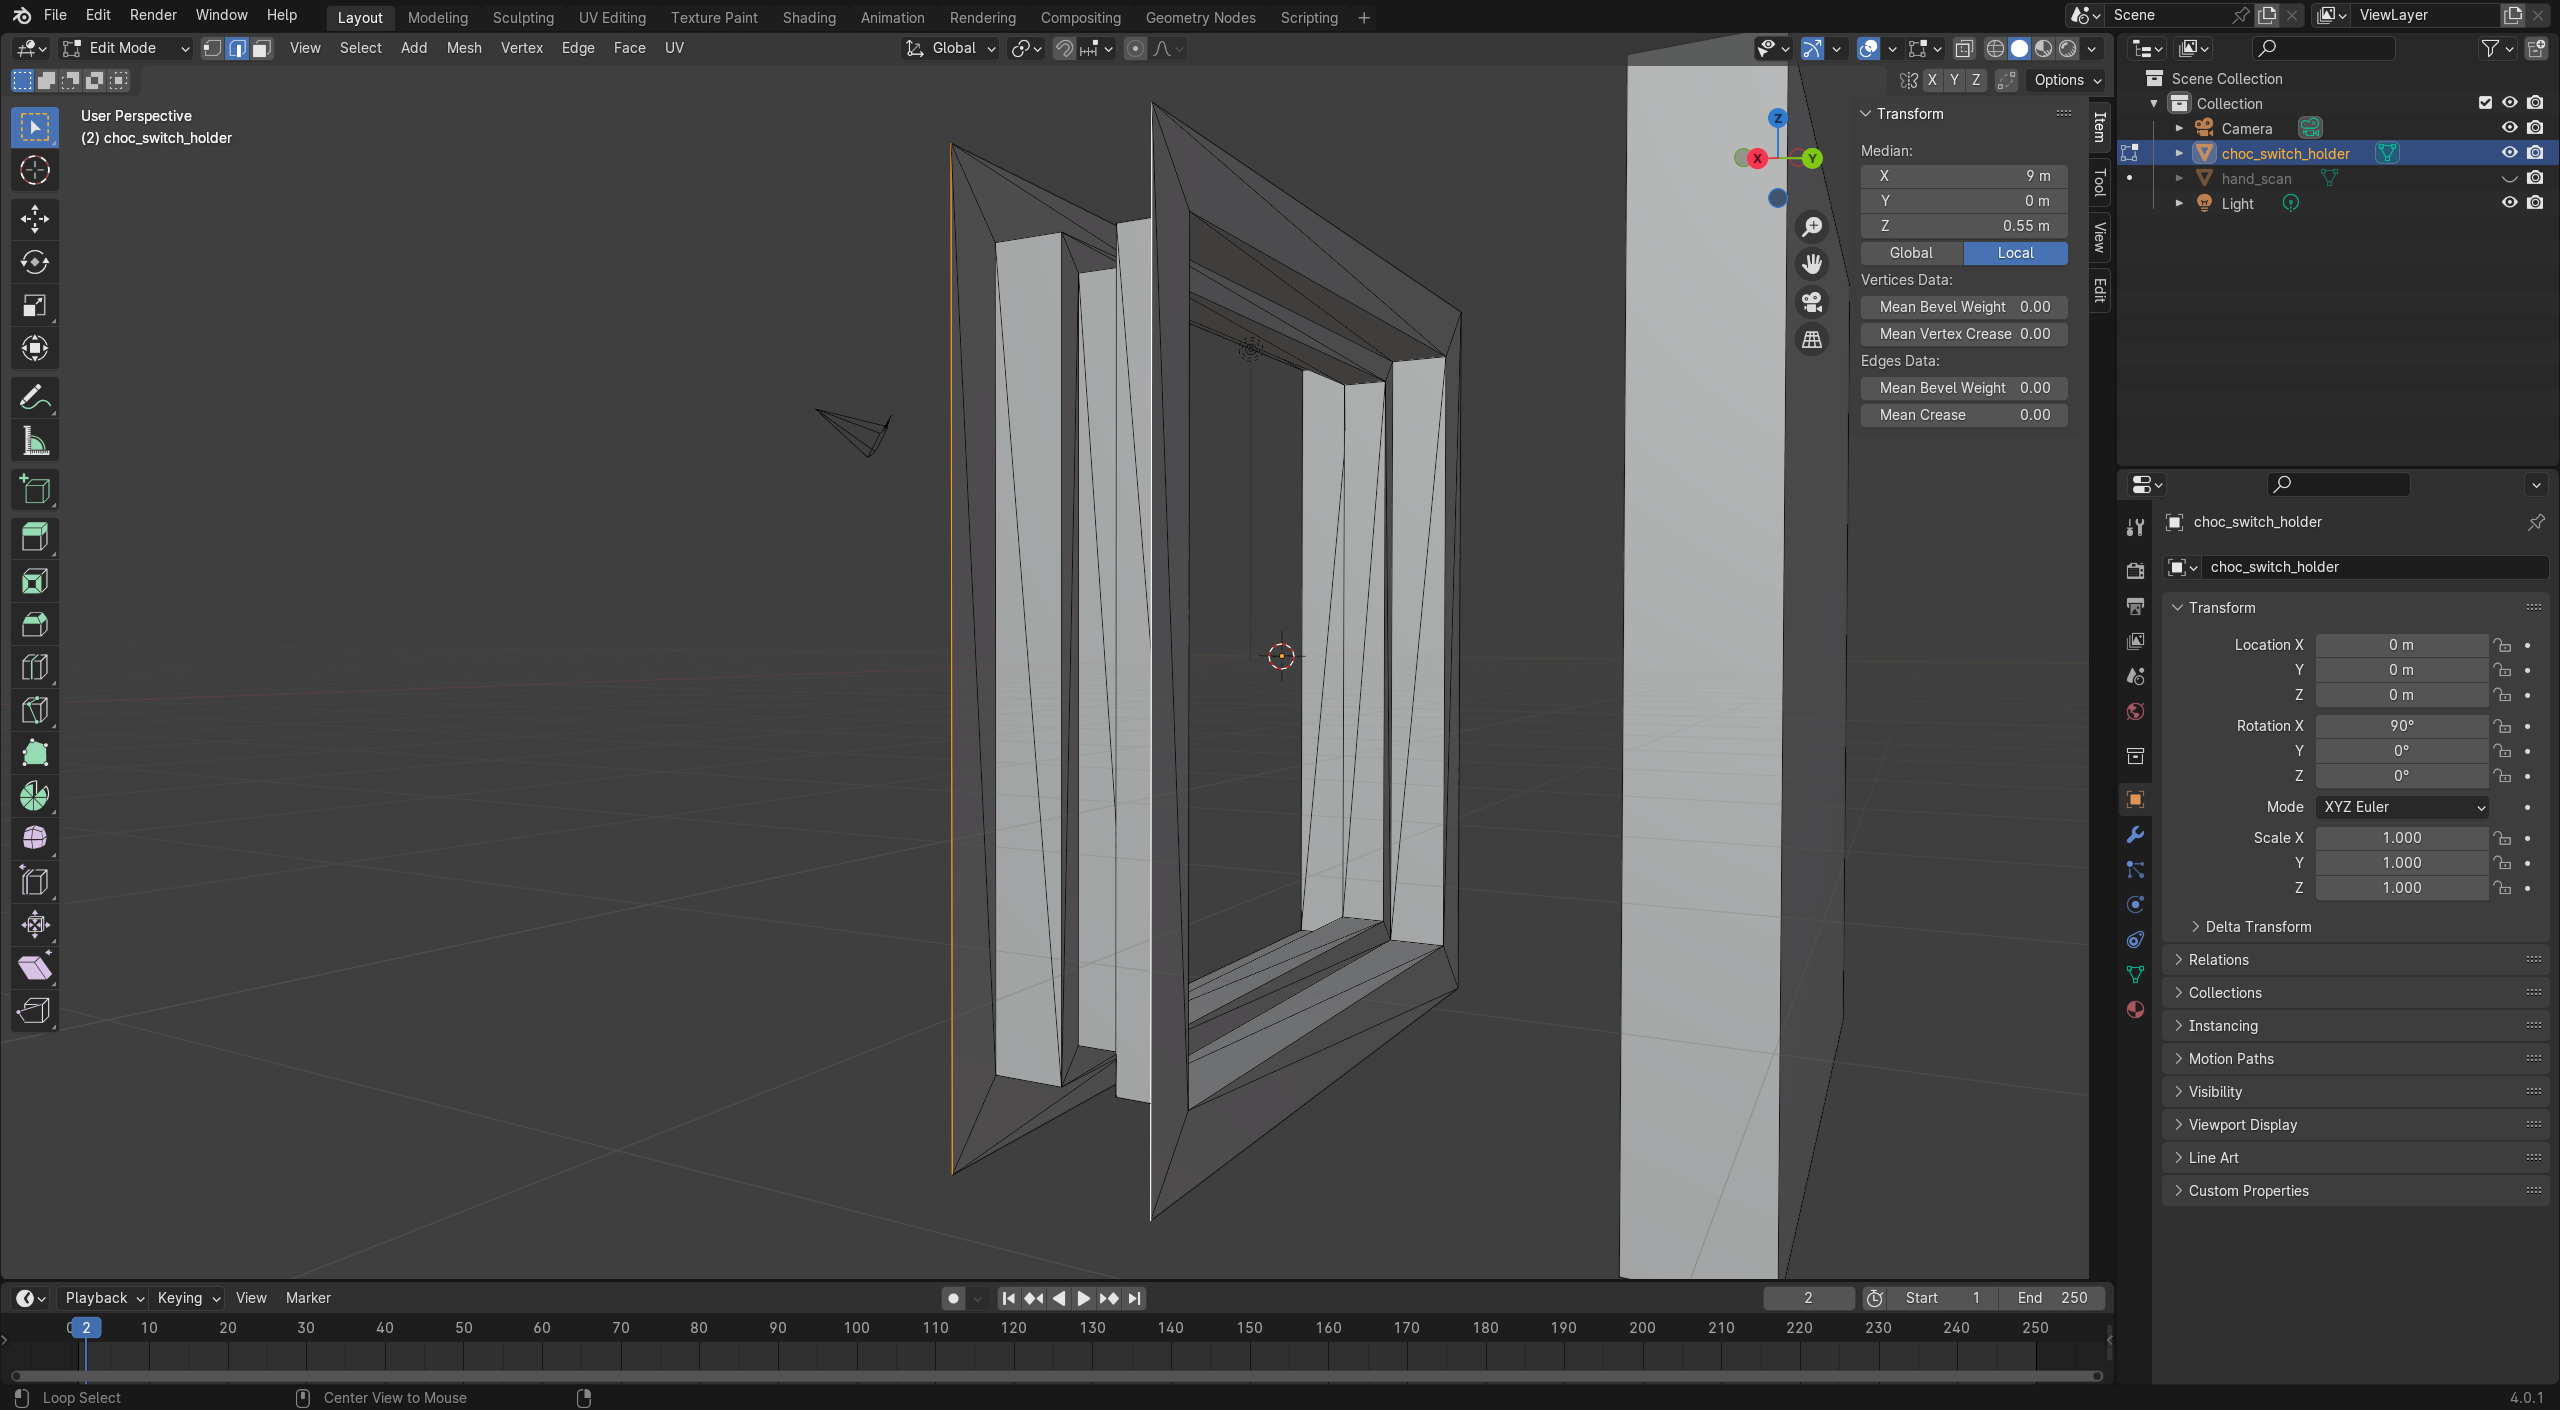 File Edit Render Window Help Layout Modeling Sculpting UV Editing Texture Paint Shading Animation Rendering Compositing Geometry Nodes Scripting + Scene ViewLayer
Edit Mode View Select Add Mesh Vertex Edge Face UV Global
X Y Z Options
User Perspective
(2) choc_switch_holder
Z
X
Y
Transform
Median:
X 9 m
Y 0 m
Z 0.55 m
Global Local
Vertices Data:
Mean Bevel Weight 0.00
Mean Vertex Crease 0.00
Edges Data:
Mean Bevel Weight 0.00
Mean Crease 0.00
Item
Tool
View
Edit
Scene Collection
Collection
Camera
choc_switch_holder
hand_scan
Light
choc_switch_holder
choc_switch_holder
Transform
Location X 0 m
Y 0 m
Z 0 m
Rotation X 90°
Y 0°
Z 0°
Mode XYZ Euler
Scale X 1.000
Y 1.000
Z 1.000
Delta Transform
Relations
Collections
Instancing
Motion Paths
Visibility
Viewport Display
Line Art
Custom Properties
Playback Keying View Marker 2 Start 1 End 250
2 10 20 30 40 50 60 70 80 90 100 110 120 130 140 150 160 170 180 190 200 210 220 230 240 250
Loop Select Center View to Mouse 4.0.1